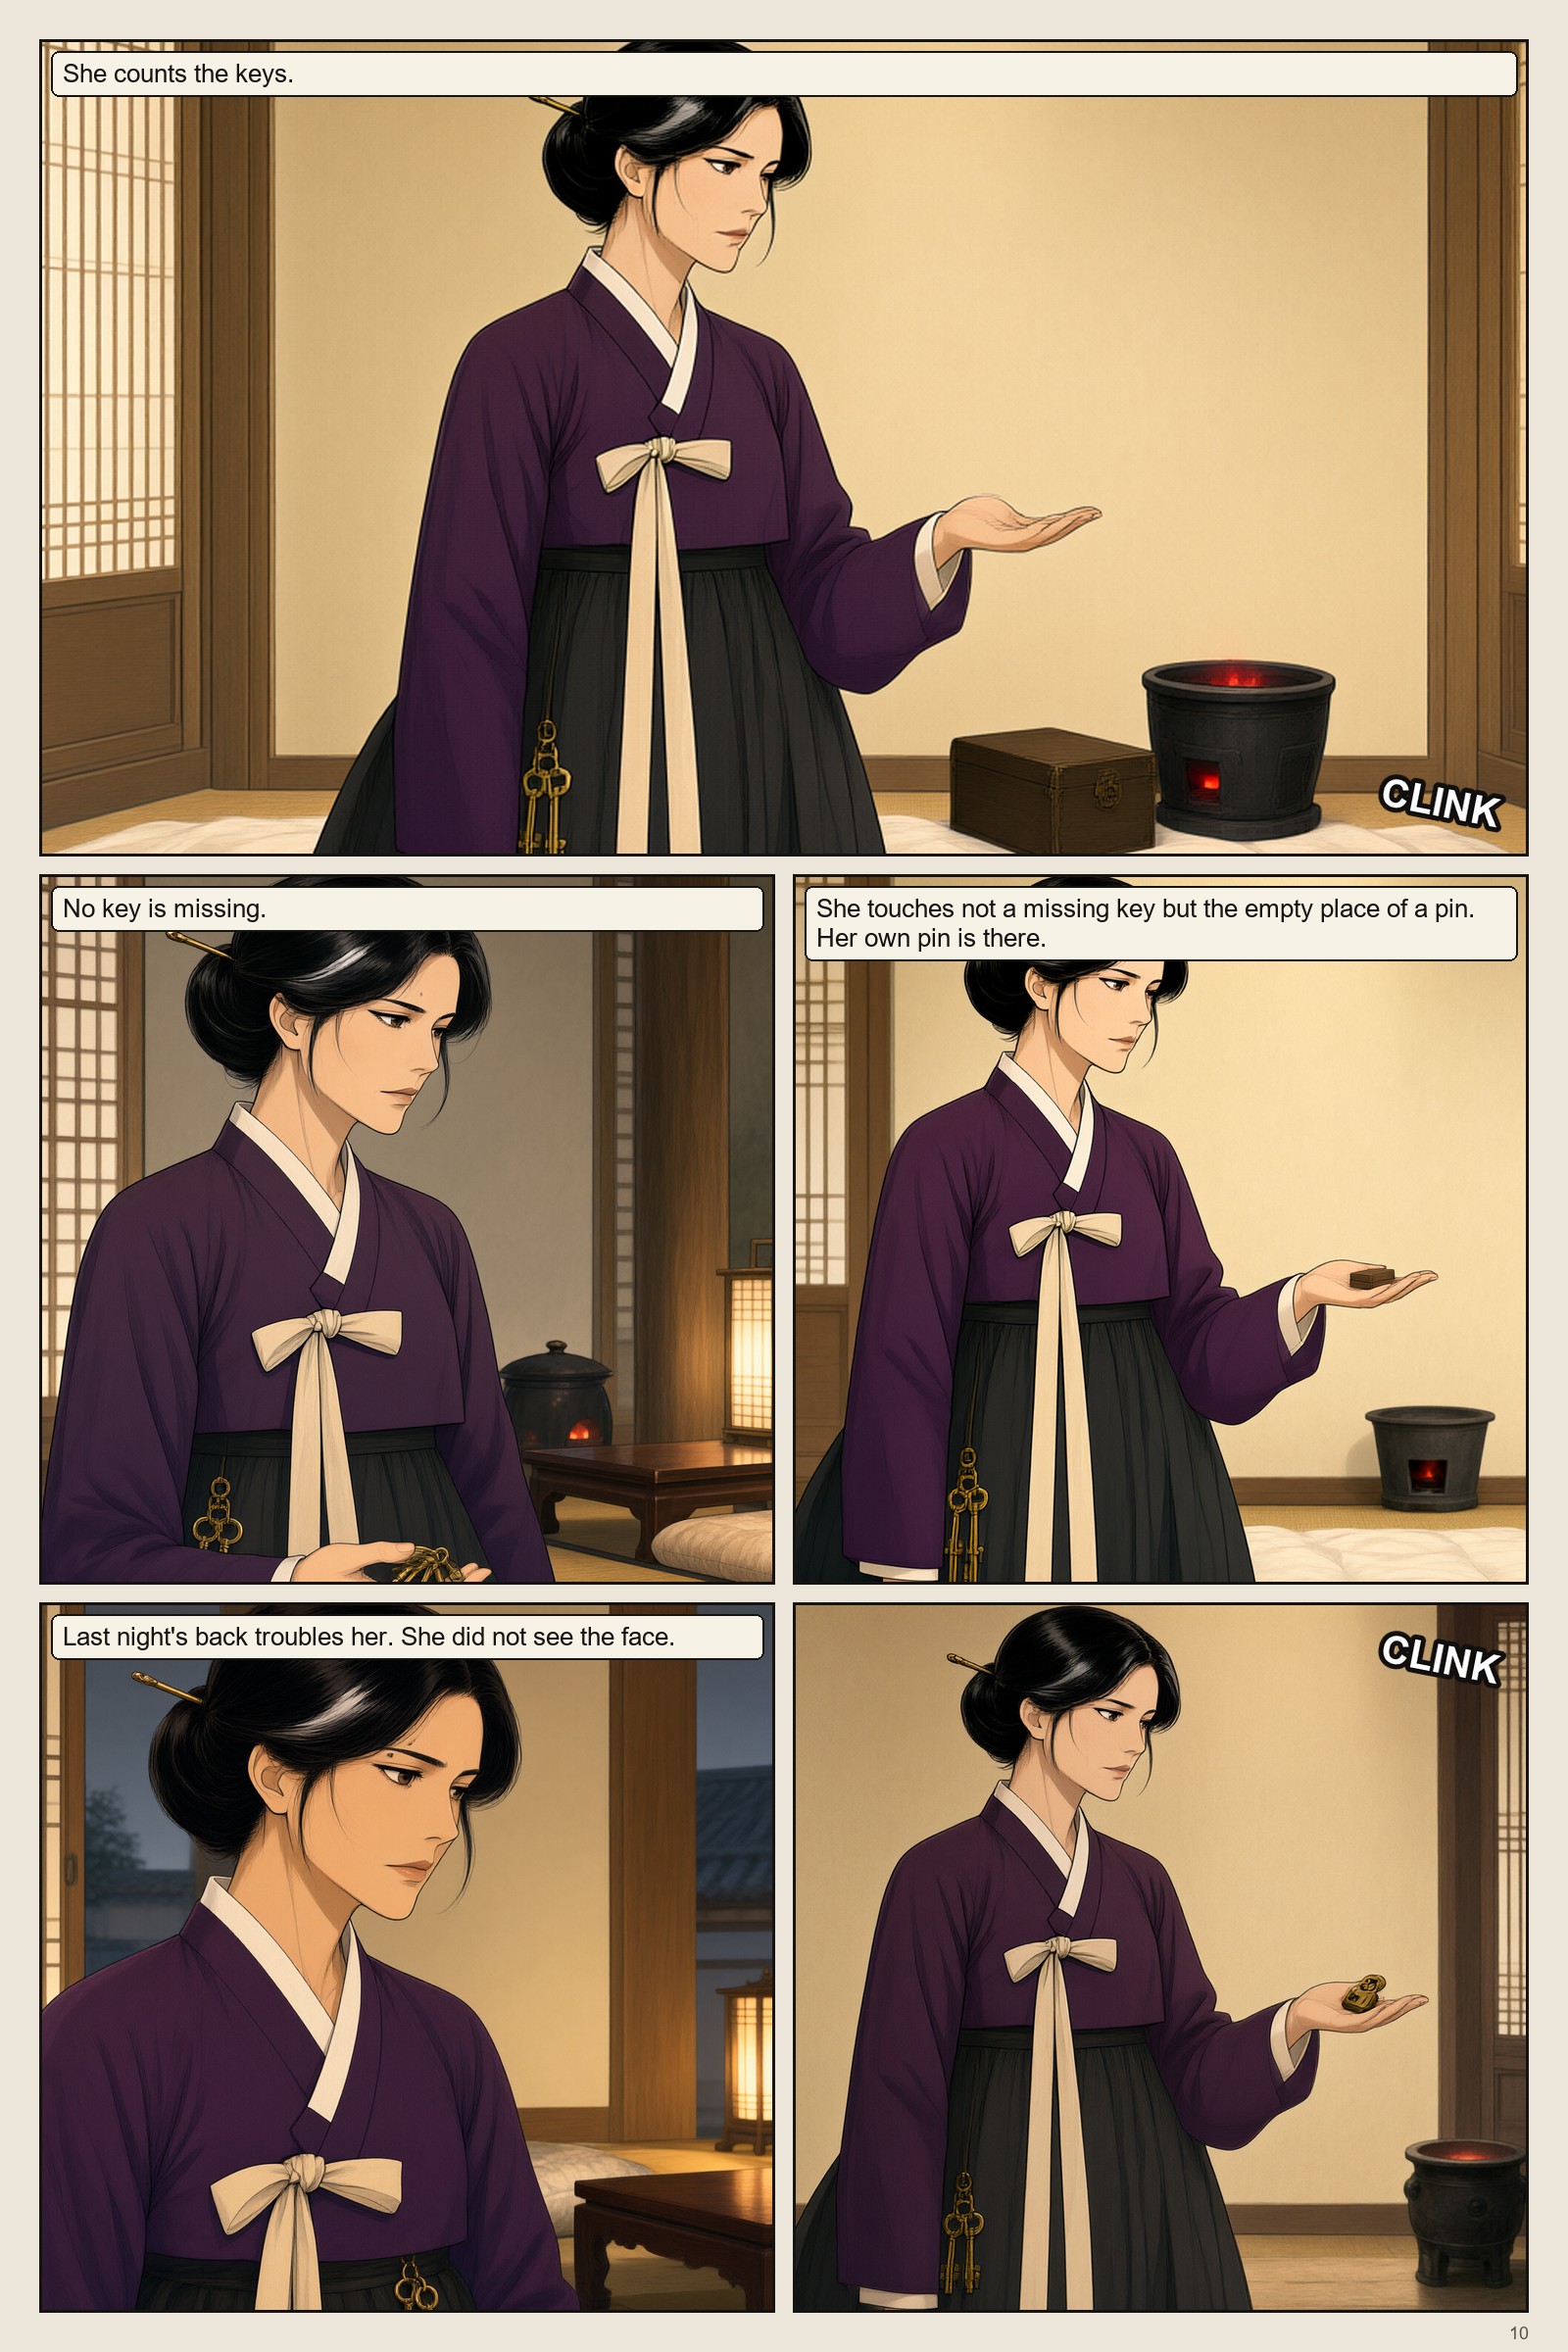 She counts the keys.
CLINK
No key is missing.
She touches not a missing key but the empty place of a pin.
Her own pin is there.
Last night's back troubles her. She did not see the face.
CLINK
10